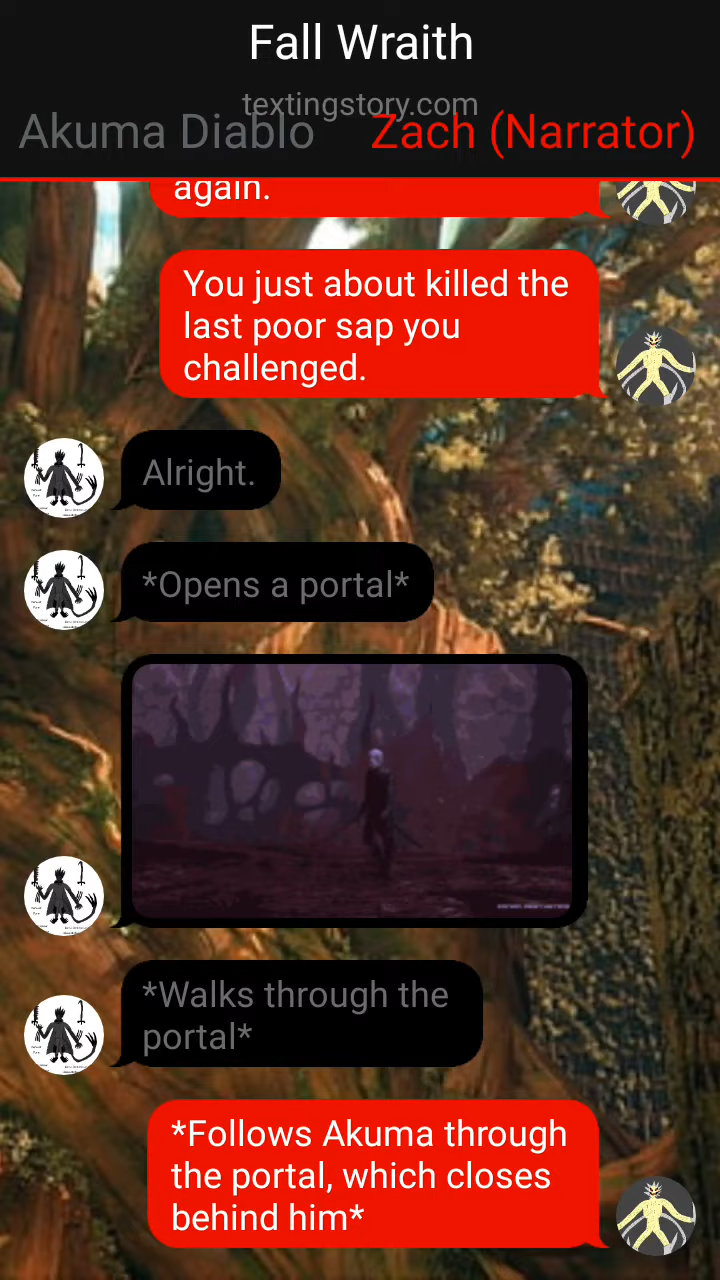 Fall Wraith
textingstory.com
Akuma Diablo
Zach (Narrator)
again.
You just about killed the
last poor sap you
challenged.
Alright.
*Opens a portal*
*Walks through the
portal*
*Follows Akuma through
the portal, which closes
behind him*